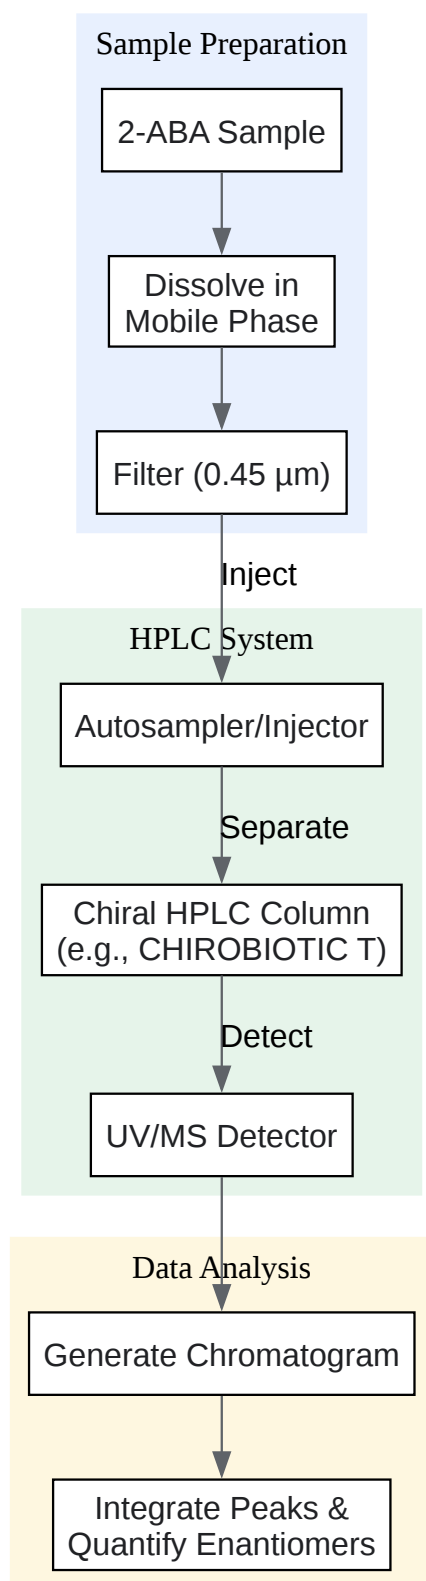 Sample Preparation
2-ABA Sample
Dissolve in
Mobile Phase
Filter (0.45 µm)
Inject
HPLC System
Autosampler/Injector
Separate
Chiral HPLC Column
(e.g., CHIROBIOTIC T)
Detect
UV/MS Detector
Data Analysis
Generate Chromatogram
Integrate Peaks &
Quantify Enantiomers